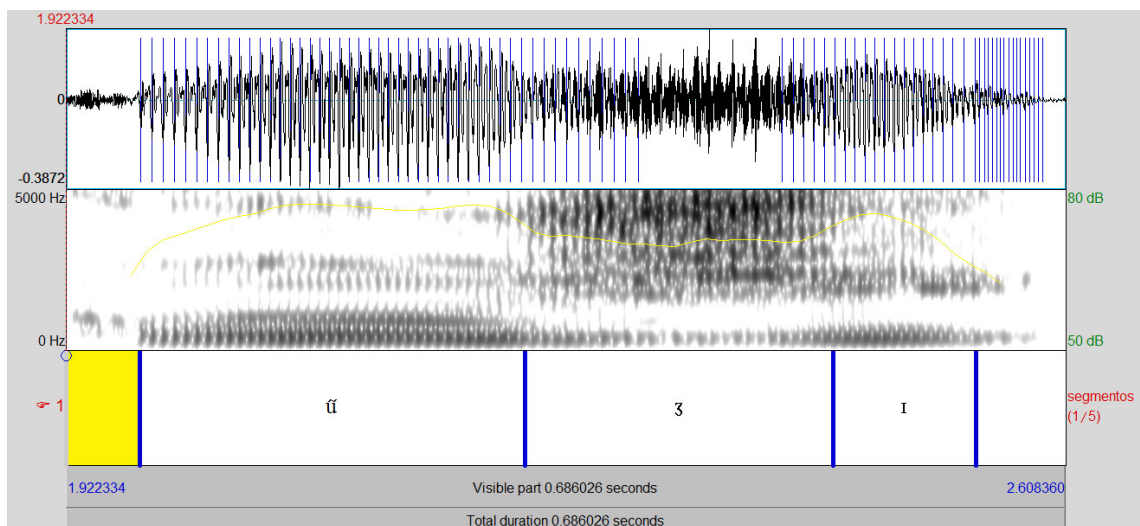 1.922334
0
-0.3872
5000 Hz
80 dB
0 Hz
50 dB
☞ 1
ʒ
ɪ
segmentos
(1/5)
1.922334
Visible part 0.686026 seconds
2.608360
Total duration 0.686026 seconds